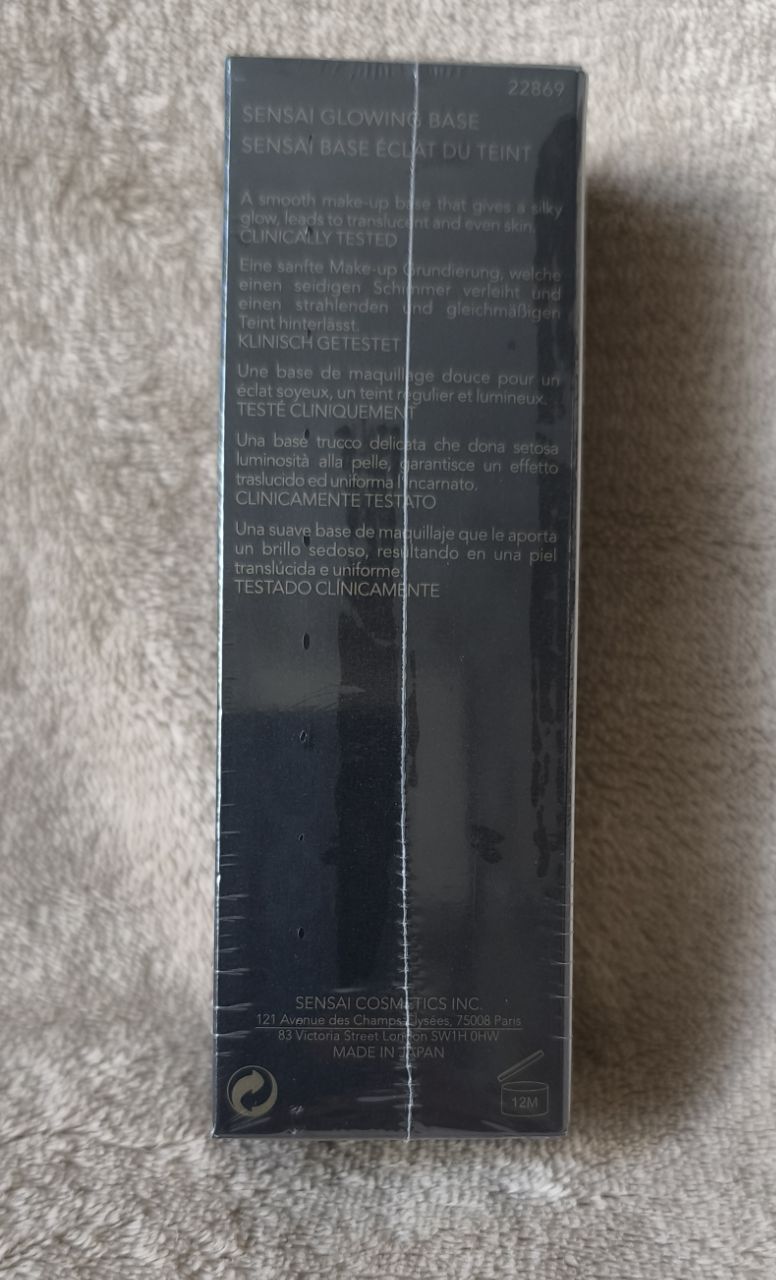 22869
SENSAI GLOWING BASE
SENSAI BASE ÉCLAT DU TEINT
A smooth make-up base that gives a silky
glow, leads to translucent and even skin.
CLINICALLY TESTED
Eine sanfte Make-up Grundierung, welche
einen seidigen Schimmer verleiht und
einen strahlenden und gleichmäßigen
Teint hinterlässt.
KLINISCH GETESTET
Une base de maquillage douce pour un
éclat soyeux, un teint régulier et lumineux.
TESTÉ CLINIQUEMENT
Una base trucco delicata che dona setosa
luminosità alla pelle, garantisce un effetto
traslucido ed uniforma l'incarnato.
CLINICAMENTE TESTATO
Una suave base de maquillaje que le aporta
un brillo sedoso, resultando en una piel
translúcida e uniforme.
TESTADO CLÍNICAMENTE
SENSAI COSMETICS INC.
121 Avenue des Champs-Elysées, 75008 Paris
83 Victoria Street London SW1H 0HW
MADE IN JAPAN
12M